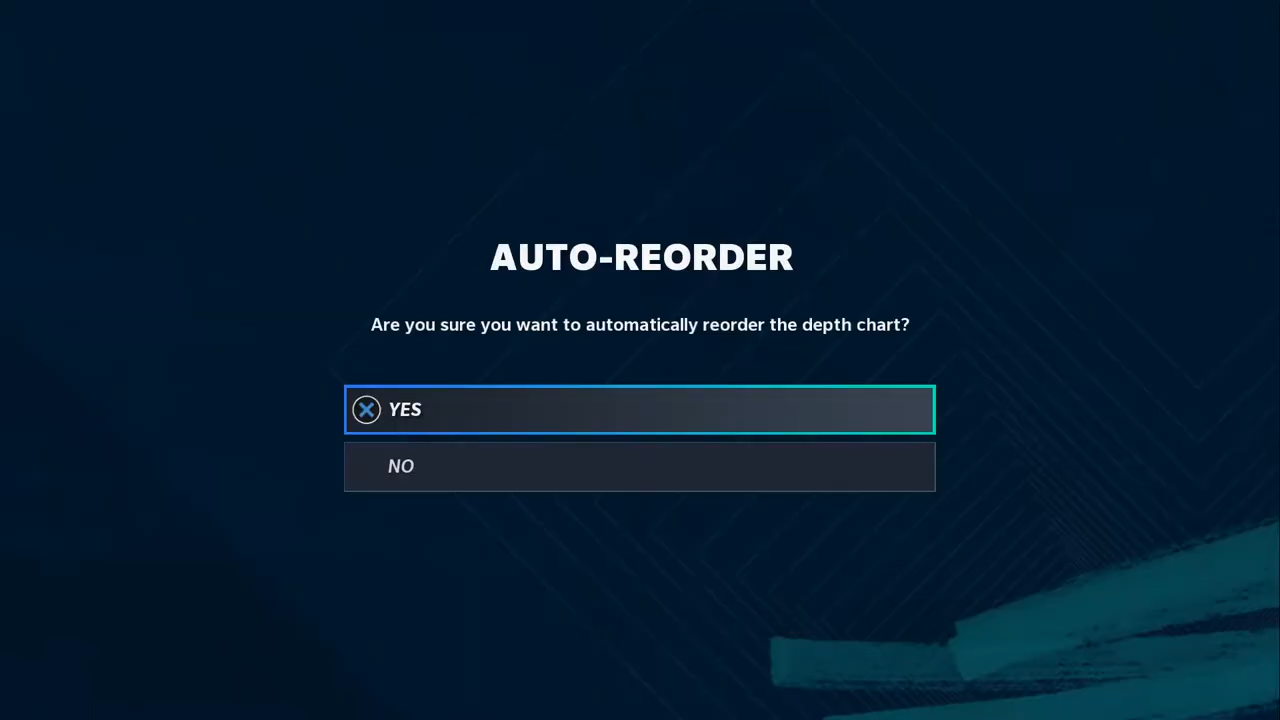 AUTO-REORDER
Are you sure you want to automatically reorder the depth chart?
YES
NO